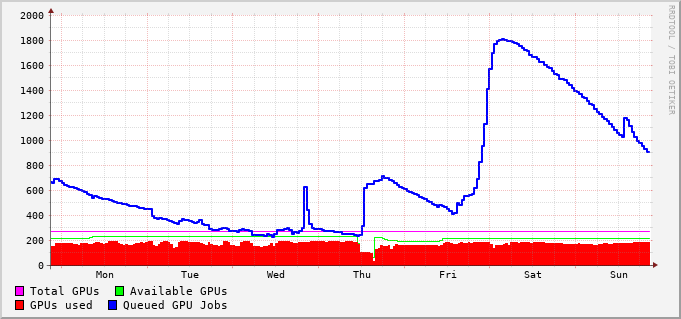 2000
1800
1600
1400
1200
1000
800
600
400
200
0
Mon Tue Wed Thu Fri Sat Sun
Total GPUs Available GPUs
GPUs used Queued GPU Jobs
RRDTOOL / TOBI OETIKER